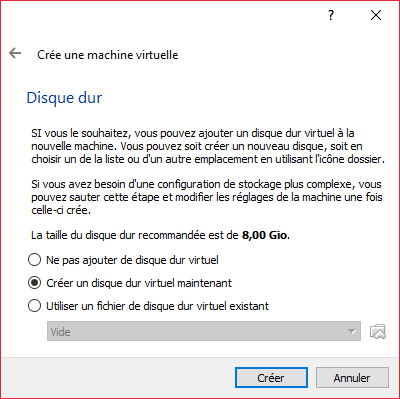 ?
Crée une machine virtuelle
Disque dur
SI vous le souhaitez, vous pouvez ajouter un disque dur virtuel à la
nouvelle machine. Vous pouvez soit créer un nouveau disque, soit en
choisir un de la liste ou d'un autre emplacement en utilisant l'icône dossier.
Si vous avez besoin d'une configuration de stockage plus complexe, vous
pouvez sauter cette étape et modifier les réglages de la machine une fois
celle-ci crée.
La taille du disque dur recommandée est de 8,00 Gio.
Ne pas ajouter de disque dur virtuel
Créer un disque dur virtuel maintenant
Utiliser un fichier de disque dur virtuel existant
Vide
Créer
Annuler